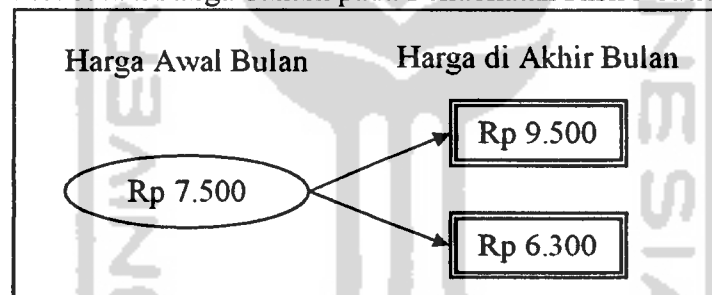 Harga Awal Bulan
Harga di Akhir Bulan
Rp 9.500
Rp 7.500
Rp 6.300